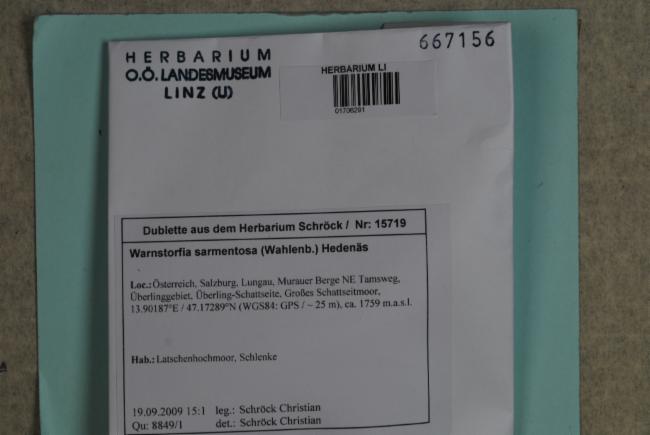 667156
HERBARIUM
O.Ö. LANDESMUSEUM
LINZ (U)
HERBARIUM LI
01706291
Dublette aus dem Herbarium Schröck / Nr: 15719
Warnstorfia sarmentosa (Wahlenb.) Hedenäs
Loc.: Österreich, Salzburg, Lungau, Murauer Berge NE Tamsweg,
Überlinggebiet, Überling-Schattseite, Großes Schattseitmoor,
13.90187°E / 47.17289°N (WGS84: GPS / ~ 25 m), ca. 1759 m.a.s.l.
Hab.: Latschenhochmoor, Schlenke
19.09.2009 15:1 leg.: Schröck Christian
Qu: 8849/1 det.: Schröck Christian